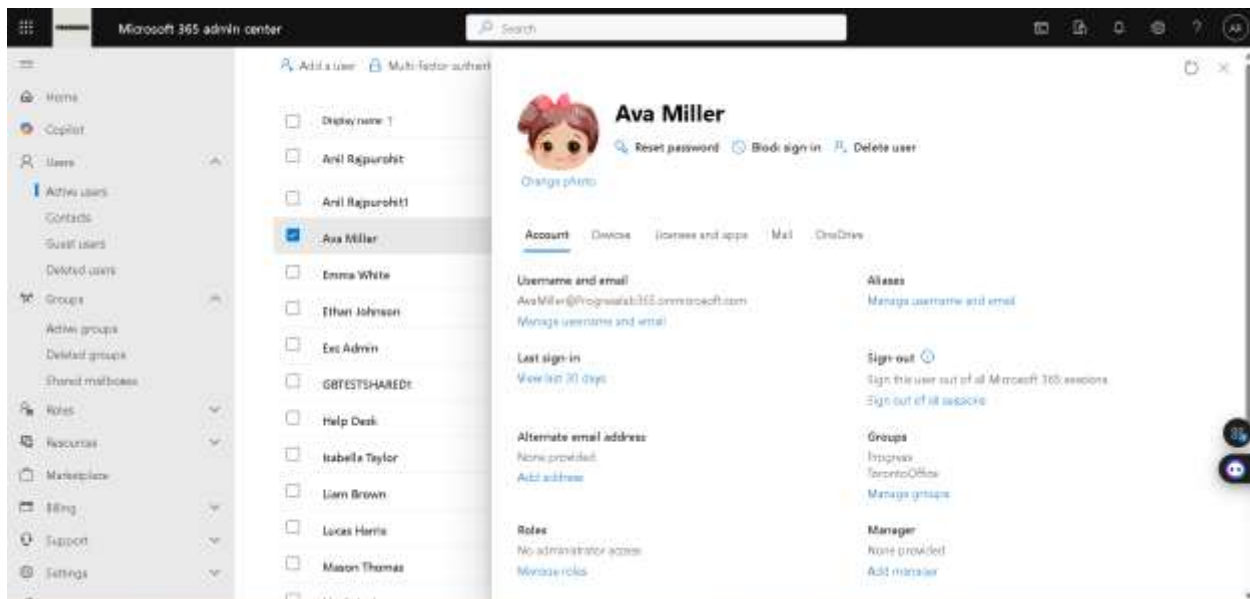 Microsoft 365 admin center
Search
Home
Copilot
Users
Active users
Contacts
Guest users
Deleted users
Groups
Active groups
Deleted groups
Shared mailboxes
Roles
Resources
Marketplace
Billing
Support
Settings
Add a user Multi-factor authent
Display name ↑
Anil Rajpurohit
Anil Rajpurohit1
Ava Miller
Emma White
Ethan Johnson
Exc Admin
GBTESTSHARED1
Help Desk
Isabella Taylor
Liam Brown
Lucas Harris
Mason Thomas
Ava Miller
Reset password Block sign-in Delete user
Change photo
Account Devices Licenses and apps Mail OneDrive
Username and email
Manage username and email
Aliases
Manage username and email
Last sign-in
View last 30 days
Sign-out
Sign this user out of all Microsoft 365 sessions.
Sign out of all sessions
Alternate email address
None provided
Add address
Groups
Progress
TorontoOffice
Manage groups
Roles
No administrator access
Manage roles
Manager
None provided
Add manager